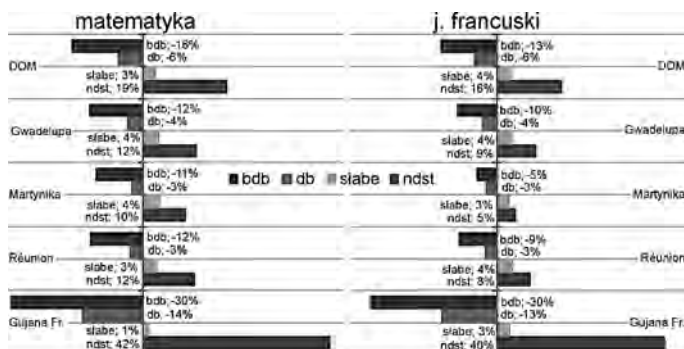 matematyka
bdb; -16%
db; -6%
DOM
słabe; 3%
ndst; 19%
bdb; -12%
db; -4%
Gwadelupa
słabe; 4%
ndst; 12%
bdb; -11%
db; -3%
Martynika
słabe; 4%
ndst; 10%
bdb; -12%
db; -3%
Réunion
słabe; 3%
ndst; 12%
bdb; -30%
db; -14%
Gujana Fr.
słabe; 1%
ndst; 42%
bdb db słabe ndst
j. francuski
bdb; -13%
db; -6%
DOM
słabe; 4%
ndst; 16%
bdb; -10%
db; -4%
Gwadelupa
słabe; 4%
ndst; 9%
bdb; -5%
db; -3%
Martynika
słabe; 3%
ndst; 5%
bdb; -9%
db; -3%
Réunion
słabe; 4%
ndst; 8%
bdb; -30%
db; -13%
Gujana Fr.
słabe; 3%
ndst; 40%